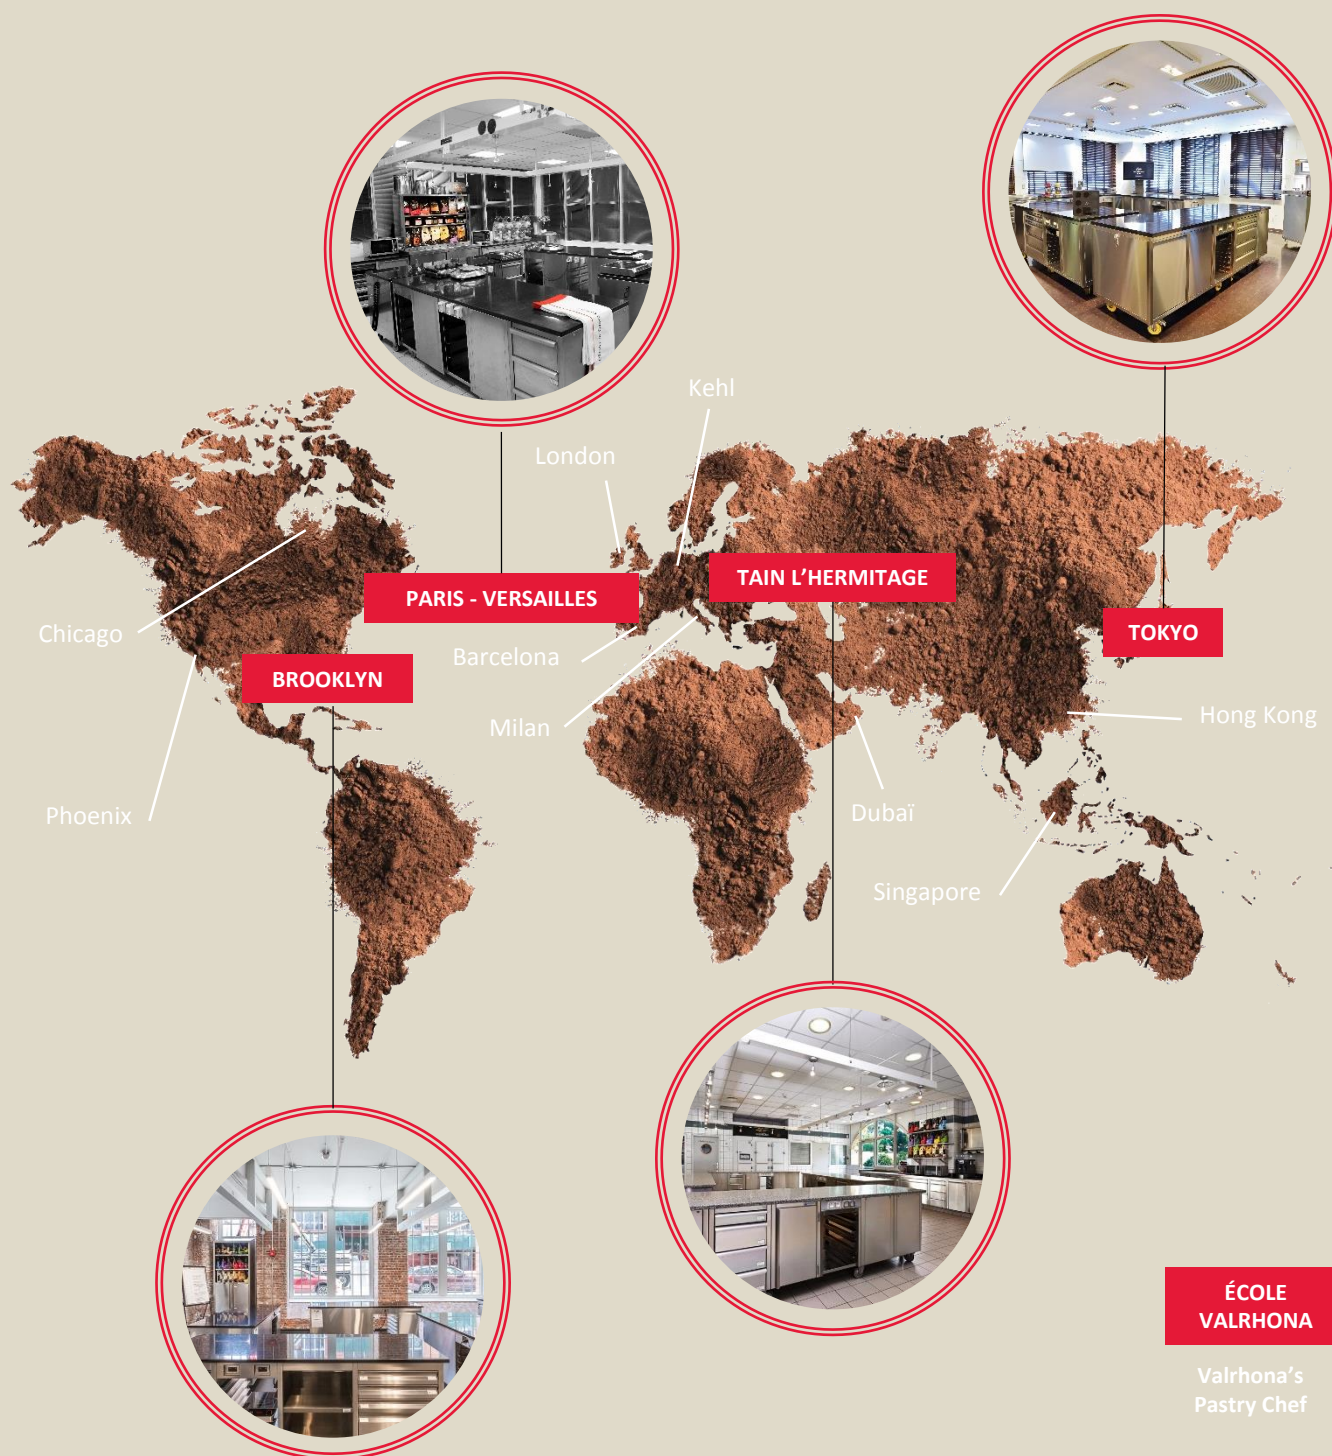 Kehl
London
TAIN L'HERMITAGE
PARIS - VERSAILLES
TOKYO
Chicago
Barcelona
BROOKLYN
Milan
Hong Kong
Phoenix
Dubaï
Singapore
ÉCOLE
VALRHONA
Valrhona's
Pastry Chef